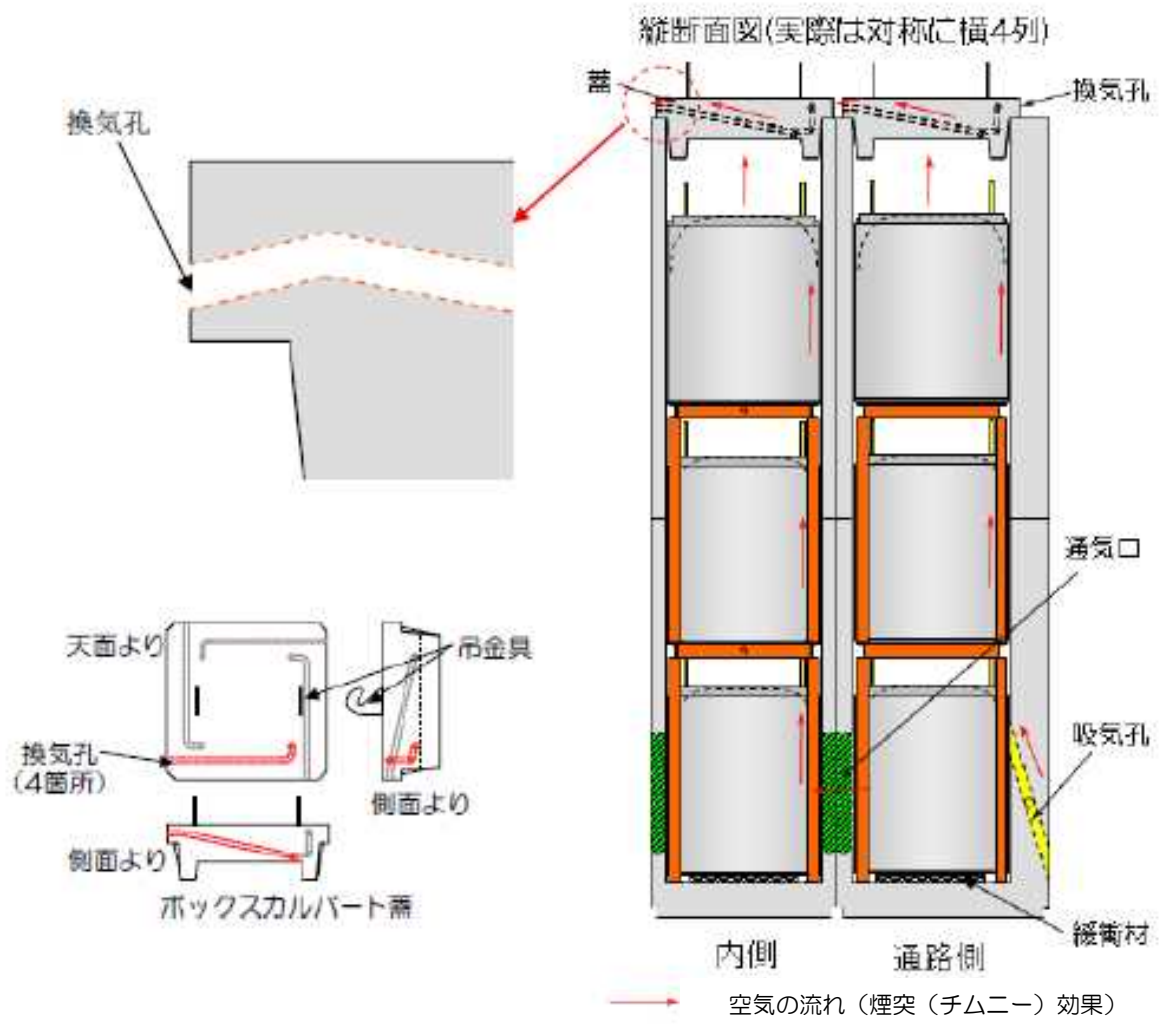 縦断面図(実際は対称に横4列)
蓋
換気孔
換気孔
通気口
天面より
吊金具
吸気孔
換気孔
(4箇所)
側面より
側面より
ボックスカルバート蓋
緩衝材
内側
通路側
空気の流れ（煙突（チムニー）効果）